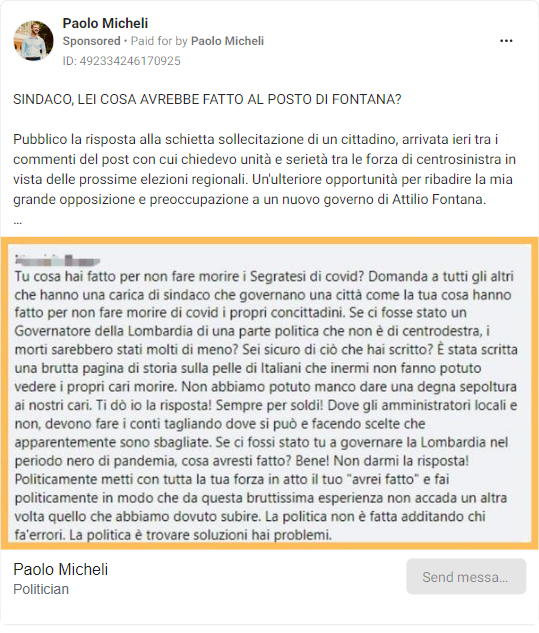 Paolo Micheli
Sponsored • Paid for by Paolo Micheli
ID: 492334246170925
SINDACO, LEI COSA AVREBBE FATTO AL POSTO DI FONTANA?
Pubblico la risposta alla schietta sollecitazione di un cittadino, arrivata ieri tra i
commenti del post con cui chiedevo unità e serietà tra le forza di centrosinistra in
vista delle prossime elezioni regionali. Un'ulteriore opportunità per ribadire la mia
grande opposizione e preoccupazione a un nuovo governo di Attilio Fontana.
...
Tu cosa hai fatto per non fare morire i Segratesi di covid? Domanda a tutti gli altri
che hanno una carica di sindaco che governano una città come la tua cosa hanno
fatto per non fare morire di covid i propri concittadini. Se ci fosse stato un
Governatore della Lombardia di una parte politica che non è di centrodestra, i
morti sarebbero stati molti di meno? Sei sicuro di ciò che hai scritto? È stata scritta
una brutta pagina di storia sulla pelle di Italiani che inermi non fanno potuto
vedere i propri cari morire. Non abbiamo potuto manco dare una degna sepoltura
ai nostri cari. Ti dò io la risposta! Sempre per soldi! Dove gli amministratori locali e
non, devono fare i conti tagliando dove si può e facendo scelte che
apparentemente sono sbagliate. Se ci fossi stato tu a governare la Lombardia nel
periodo nero di pandemia, cosa avresti fatto? Bene! Non darmi la risposta!
Politicamente metti con tutta la tua forza in atto il tuo "avrei fatto" e fai
politicamente in modo che da questa bruttissima esperienza non accada un altra
volta quello che abbiamo dovuto subire. La politica non è fatta additando chi
fa'errori. La politica è trovare soluzioni hai problemi.
Paolo Micheli
Politician
Send messa...